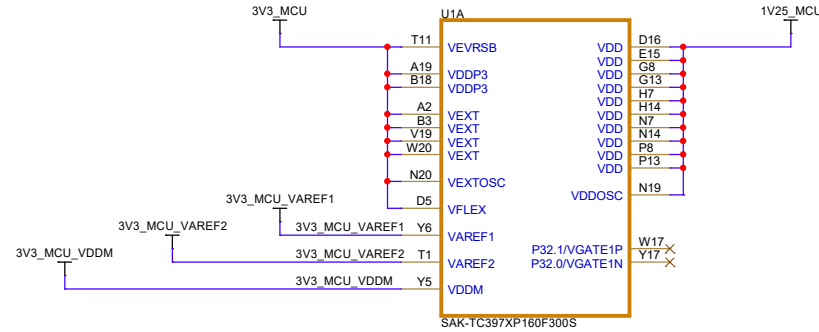 3V3_MCU
U1A
1V25_MCU
T11 VEVRSB VDD D16
VDD E15
A19 VDDP3 VDD G8
B18 VDDP3 VDD G13
VDD H7
A2 VEXT VDD H14
B3 VEXT VDD N7
V19 VEXT VDD N14
W20 VEXT VDD P8
VDD P13
N20 VEXTOSC
VDDOSC N19
3V3_MCU_VAREF1 D5 VFLEX
3V3_MCU_VAREF2 3V3_MCU_VAREF1 Y6 VAREF1
P32.1/VGATE1P W17
3V3_MCU_VDDM 3V3_MCU_VAREF2 T1 VAREF2 P32.0/VGATE1N Y17
3V3_MCU_VDDM Y5 VDDM
SAK-TC397XP160F300S